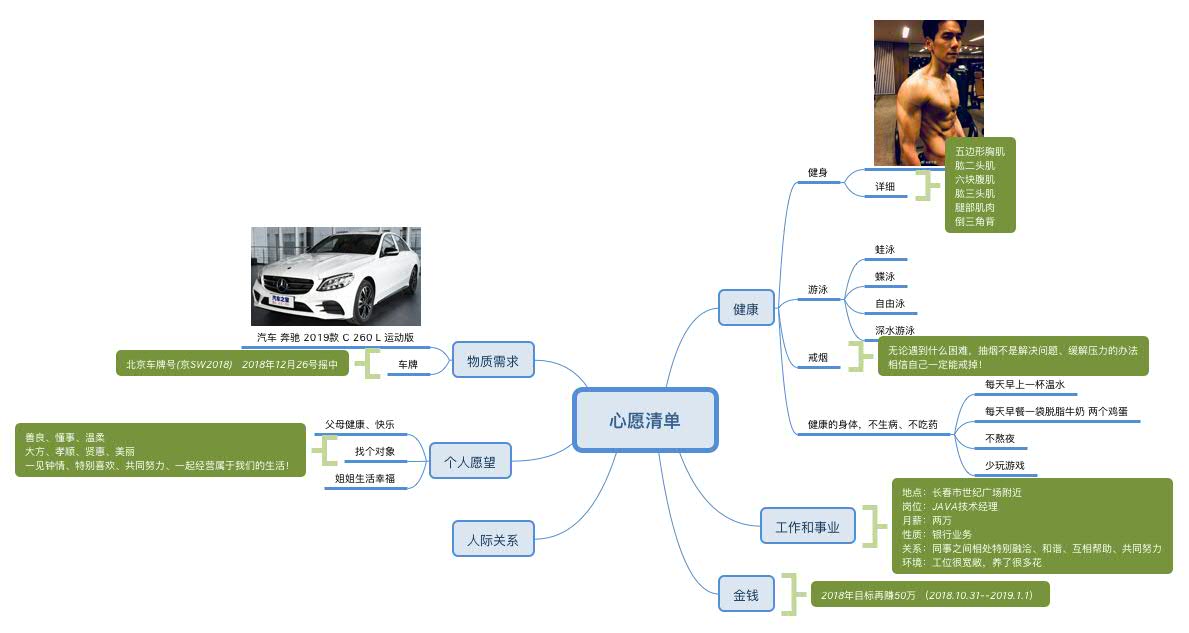 五边形胸肌
肱二头肌
六块腹肌
肱三头肌
腿部肌肉
倒三角背
健身
详细
蛙泳
蝶泳
自由泳
深水游泳
游泳
健康
戒烟
无论遇到什么困难，抽烟不是解决问题、缓解压力的办法
相信自己一定能戒掉！
每天早上一杯温水
每天早餐一袋脱脂牛奶 两个鸡蛋
健康的身体，不生病、不吃药
不熬夜
少玩游戏
汽车之家
汽车 奔驰 2019款 C 260 L 运动版
北京车牌号(京SW2018) 2018年12月26号摇中
车牌
物质需求
心愿清单
善良、懂事、温柔
大方、孝顺、贤惠、美丽
一见钟情、特别喜欢、共同努力、一起经营属于我们的生活！
父母健康、快乐
找个对象
姐姐生活幸福
个人愿望
人际关系
工作和事业
地点：长春市世纪广场附近
岗位：JAVA技术经理
月薪：两万
性质：银行业务
关系：同事之间相处特别融洽、和谐、互相帮助、共同努力
环境：工位很宽敞，养了很多花
金钱
2018年目标再赚50万 （2018.10.31--2019.1.1）